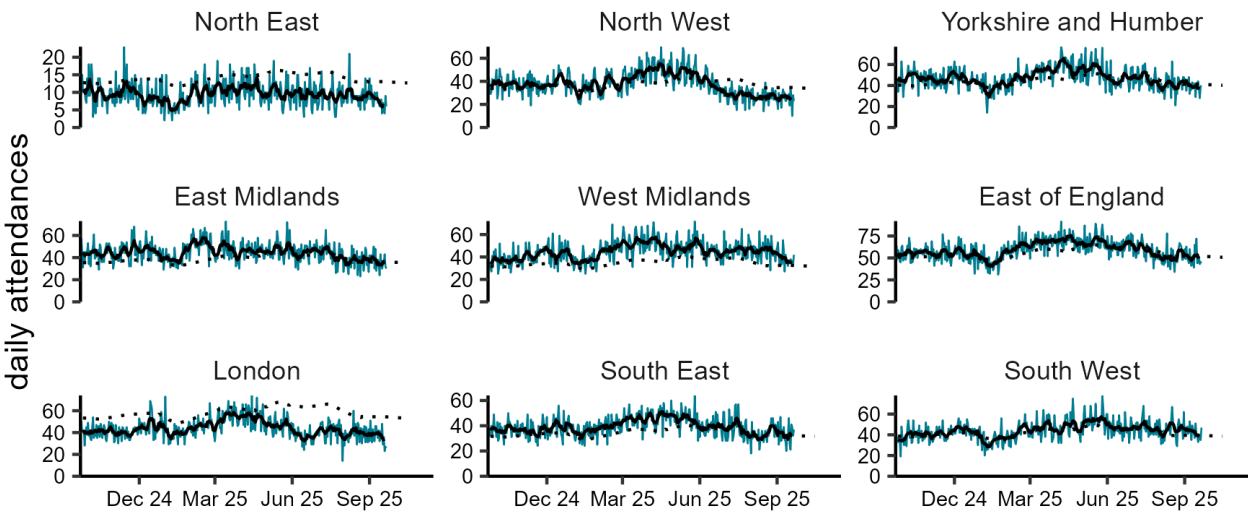 daily attendances
North East
20
15
10
5
0
North West
60
40
20
0
Yorkshire and Humber
60
40
20
0
East Midlands
60
40
20
0
West Midlands
60
40
20
0
East of England
75
50
25
0
London
60
40
20
0
Dec 24 Mar 25 Jun 25 Sep 25
South East
60
40
20
0
Dec 24 Mar 25 Jun 25 Sep 25
South West
60
40
20
0
Dec 24 Mar 25 Jun 25 Sep 25